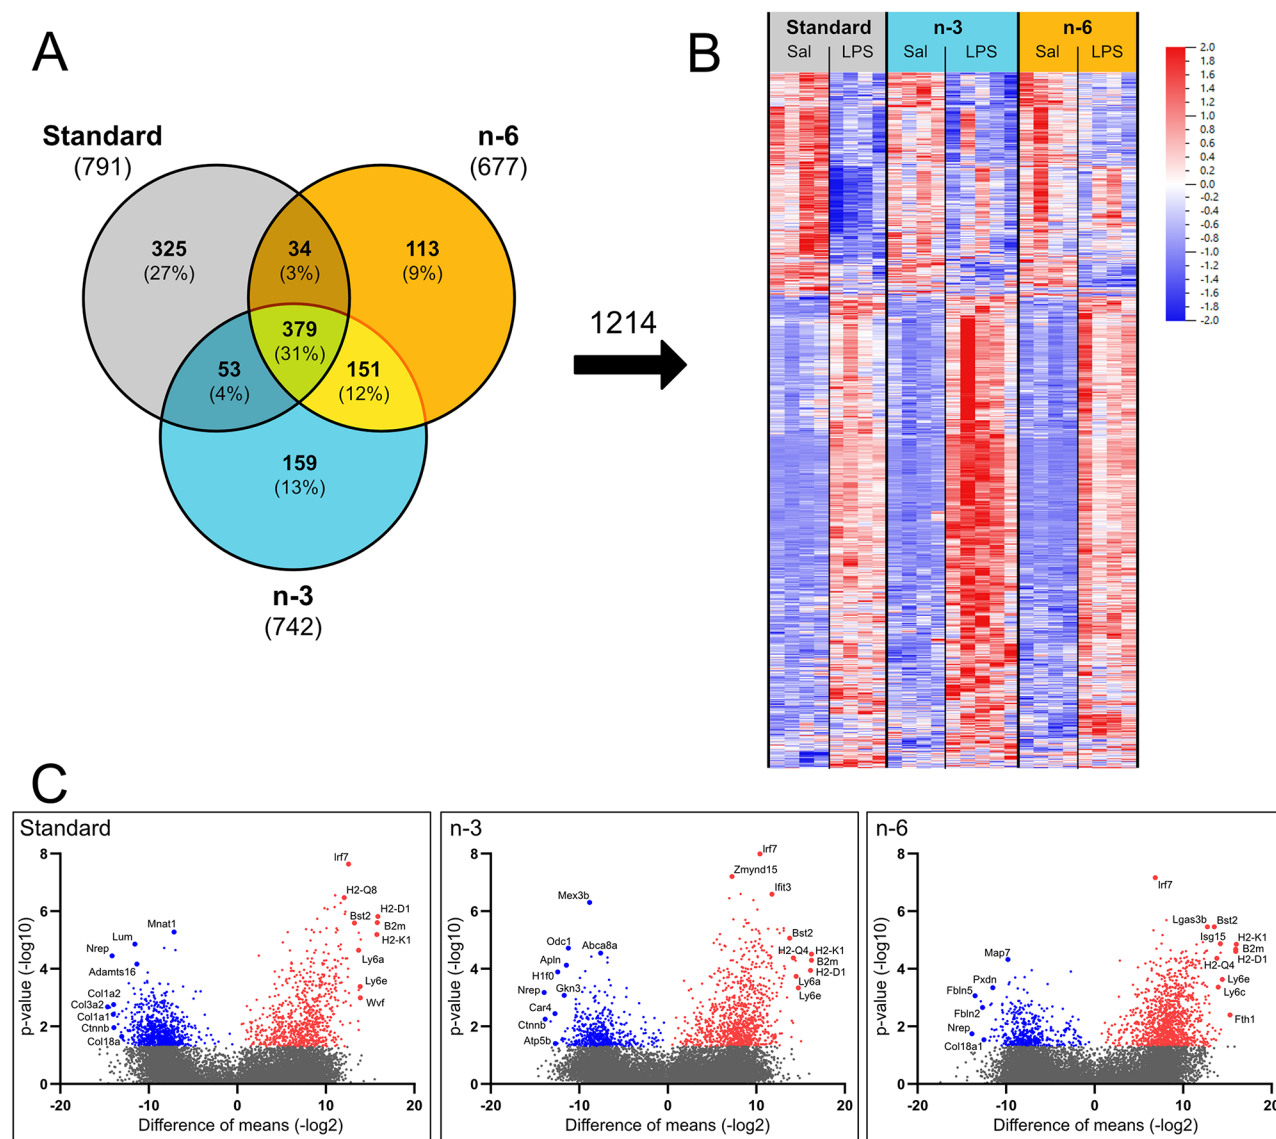 A
Standard
(791)
n-6
(677)
325
(27%)
34
(3%)
113
(9%)
379
(31%)
53
(4%)
151
(12%)
159
(13%)
n-3
(742)
1214
B
Standard n-3 n-6
Sal LPS Sal LPS Sal LPS
2.0
1.8
1.6
1.4
1.2
1.0
0.8
0.6
0.4
0.2
0.0
-0.2
-0.4
-0.6
-0.8
-1.0
-1.2
-1.4
-1.6
-1.8
-2.0
C
Standard
p-value (-log10)
8
6
4
2
0
Irf7
H2-Q8
Bst2
H2-D1
B2m
H2-K1
Mnat1
Lum
Nrep
Adamts16
Ly6a
Ly6e
Wvf
Col1a2
Col3a2
Col1a1
Ctnnb
Col18a
-20 -10 0 10 20
Difference of means (-log2)
n-3
p-value (-log10)
8
6
4
2
0
Irf7
Zmynd15
Ifit3
Mex3b
Bst2
Odc1
Abca8a
H2-Q4
H2-K1
Apln
B2m
H2-D1
H1f0
Ly6a
Gkn3
Nrep
Ly6e
Car4
Ctnnb
Atp5b
-20 -10 0 10 20
Difference of means (-log2)
n-6
p-value (-log10)
8
6
4
2
0
Irf7
Lgas3b
Bst2
Isg15
H2-K1
B2m
H2-D1
H2-Q4
Map7
Pxdn
Ly6e
Fbln5
Ly6c
Fbln2
Fth1
Nrep
Col18a1
-20 -10 0 10 20
Difference of means (-log2)